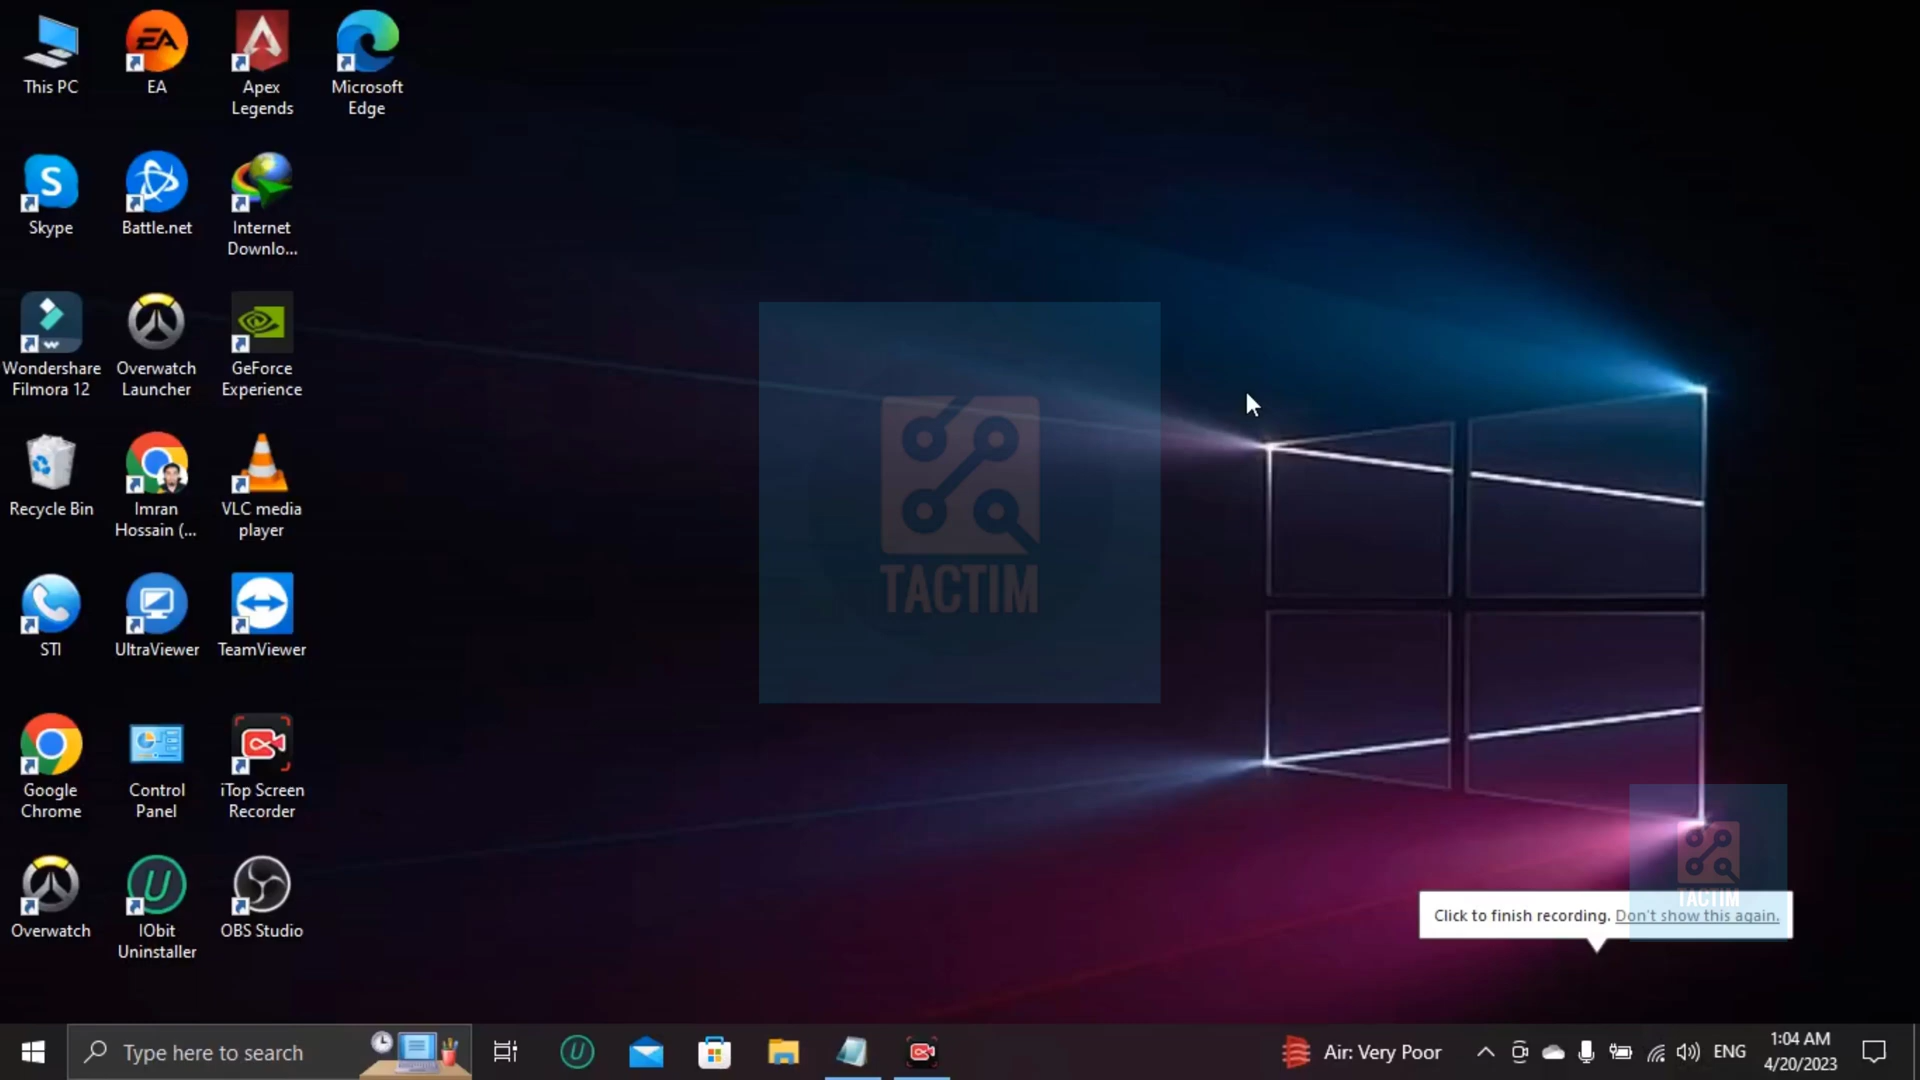 This PC
EA
Apex
Legends
Microsoft
Edge
Skype
Battle.net
Internet
Downlo...
Wondershare
Filmora 12
Overwatch
Launcher
GeForce
Experience
Recycle Bin
Imran
Hossain (...
VLC media
player
STI
UltraViewer
TeamViewer
Google
Chrome
Control
Panel
iTop Screen
Recorder
Overwatch
IObit
Uninstaller
OBS Studio
TACTIM
TACTIM
Click to finish recording. Don't show this again.
Type here to search
Air: Very Poor
ENG
1:04 AM
4/20/2023